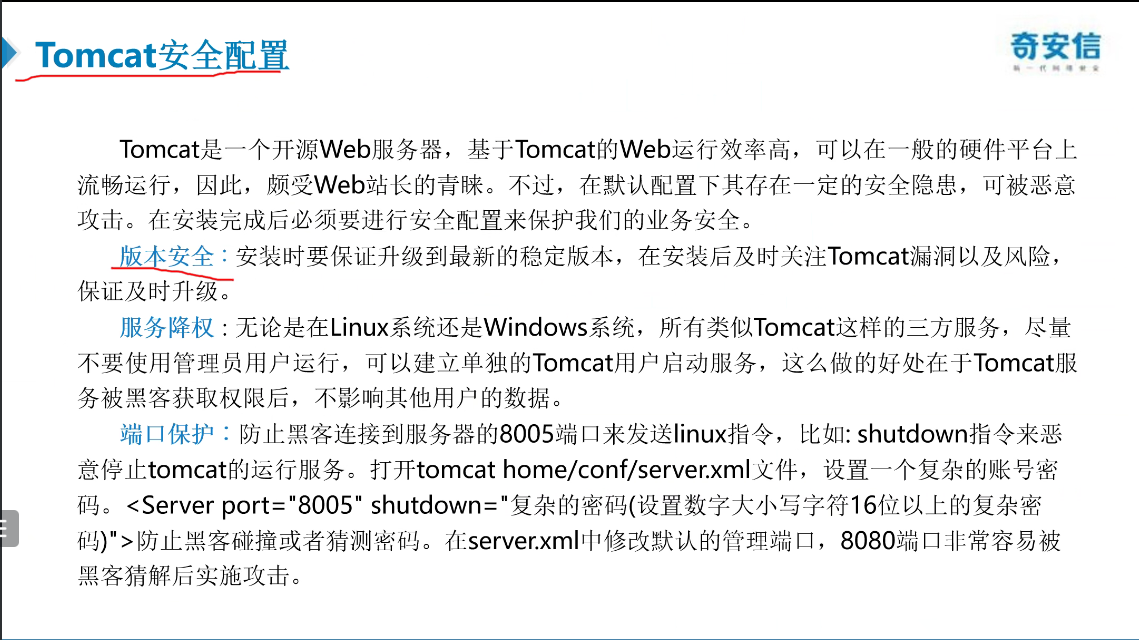 Tomcat安全配置
奇安信
新一代网络安全
Tomcat是一个开源Web服务器，基于Tomcat的Web运行效率高，可以在一般的硬件平台上
流畅运行，因此，颇受Web站长的青睐。不过，在默认配置下其存在一定的安全隐患，可被恶意
攻击。在安装完成后必须要进行安全配置来保护我们的业务安全。
版本安全：安装时要保证升级到最新的稳定版本，在安装后及时关注Tomcat漏洞以及风险，
保证及时升级。
服务降权：无论是在Linux系统还是Windows系统，所有类似Tomcat这样的三方服务，尽量
不要使用管理员用户运行，可以建立单独的Tomcat用户启动服务，这么做的好处在于Tomcat服
务被黑客获取权限后，不影响其他用户的数据。
端口保护：防止黑客连接到服务器的8005端口来发送linux指令，比如: shutdown指令来恶
意停止tomcat的运行服务。打开tomcat home/conf/server.xml文件，设置一个复杂的账号密
码。<Server port="8005" shutdown="复杂的密码(设置数字大小写字符16位以上的复杂密
码)">防止黑客碰撞或者猜测密码。在server.xml中修改默认的管理端口，8080端口非常容易被
黑客猜解后实施攻击。